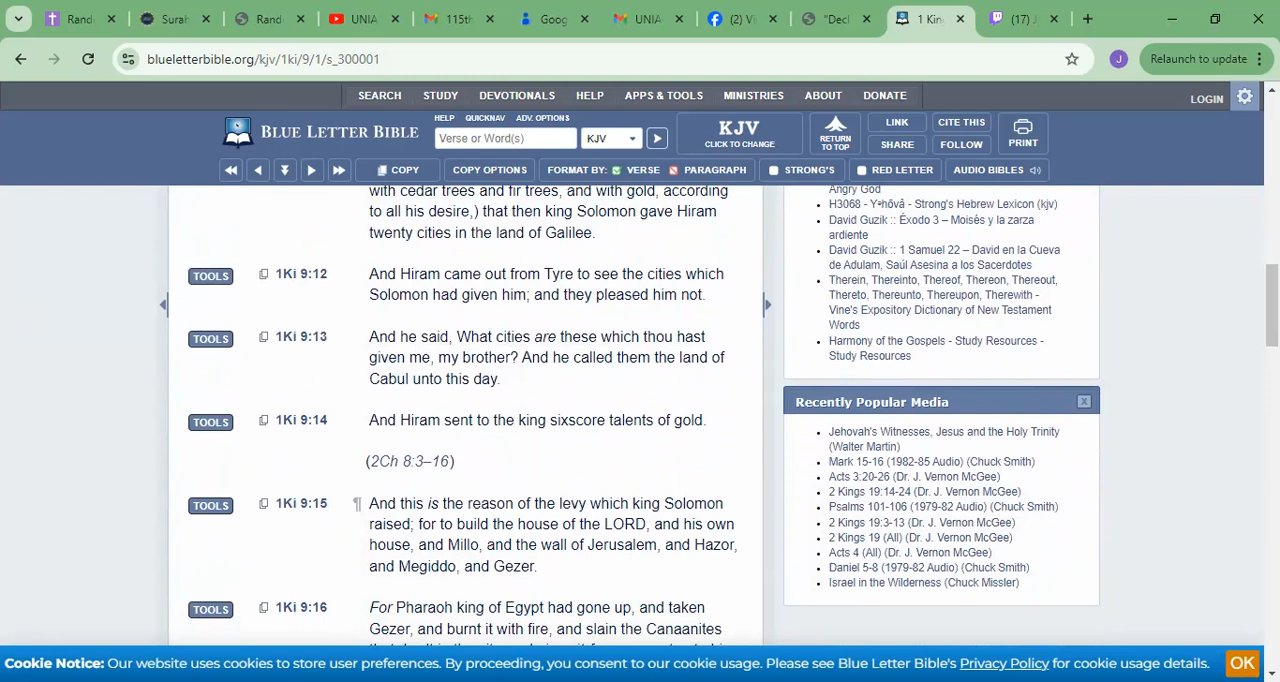 Rando
Surah
Rando
UNIA
115th
Goog
UNIA
(2) Vi
"Decl
1 Kin
(17) J
blueletterbible.org/kjv/1ki/9/1/s_300001
J
Relaunch to update
SEARCH STUDY DEVOTIONALS HELP APPS & TOOLS MINISTRIES ABOUT DONATE
LOGIN
BLUE LETTER BIBLE
HELP QUICKNAV ADV. OPTIONS
Verse or Word(s)
KJV
KJV
CLICK TO CHANGE
RETURN
TO TOP
LINK
CITE THIS
SHARE
FOLLOW
PRINT
COPY
COPY OPTIONS
FORMAT BY: VERSE PARAGRAPH
STRONG'S
RED LETTER
AUDIO BIBLES
with cedar trees and fir trees, and with gold, according
to all his desire,) that then king Solomon gave Hiram
twenty cities in the land of Galilee.
TOOLS 1Ki 9:12 And Hiram came out from Tyre to see the cities which
Solomon had given him; and they pleased him not.
TOOLS 1Ki 9:13 And he said, What cities are these which thou hast
given me, my brother? And he called them the land of
Cabul unto this day.
TOOLS 1Ki 9:14 And Hiram sent to the king sixscore talents of gold.
(2Ch 8:3–16)
TOOLS 1Ki 9:15 ¶ And this is the reason of the levy which king Solomon
raised; for to build the house of the LORD, and his own
house, and Millo, and the wall of Jerusalem, and Hazor,
and Megiddo, and Gezer.
TOOLS 1Ki 9:16 For Pharaoh king of Egypt had gone up, and taken
Gezer, and burnt it with fire, and slain the Canaanites
Angry God
H3068 - Yᵊhōvâ - Strong's Hebrew Lexicon (kjv)
David Guzik :: Éxodo 3 – Moisés y la zarza
ardiente
David Guzik :: 1 Samuel 22 – David en la Cueva
de Adulam, Saúl Asesina a los Sacerdotes
Therein, Thereinto, Thereof, Thereon, Thereout,
Thereto, Thereunto, Thereupon, Therewith -
Vine's Expository Dictionary of New Testament
Words
Harmony of the Gospels - Study Resources -
Study Resources
Recently Popular Media
x
Jehovah's Witnesses, Jesus and the Holy Trinity
(Walter Martin)
Mark 15-16 (1982-85 Audio) (Chuck Smith)
Acts 3:20-26 (Dr. J. Vernon McGee)
2 Kings 19:14-24 (Dr. J. Vernon McGee)
Psalms 101-106 (1979-82 Audio) (Chuck Smith)
2 Kings 19:3-13 (Dr. J. Vernon McGee)
2 Kings 19 (All) (Dr. J. Vernon McGee)
Acts 4 (All) (Dr. J. Vernon McGee)
Daniel 5-8 (1979-82 Audio) (Chuck Smith)
Israel in the Wilderness (Chuck Missler)
Cookie Notice: Our website uses cookies to store user preferences. By proceeding, you consent to our cookie usage. Please see Blue Letter Bible's Privacy Policy for cookie usage details.
OK